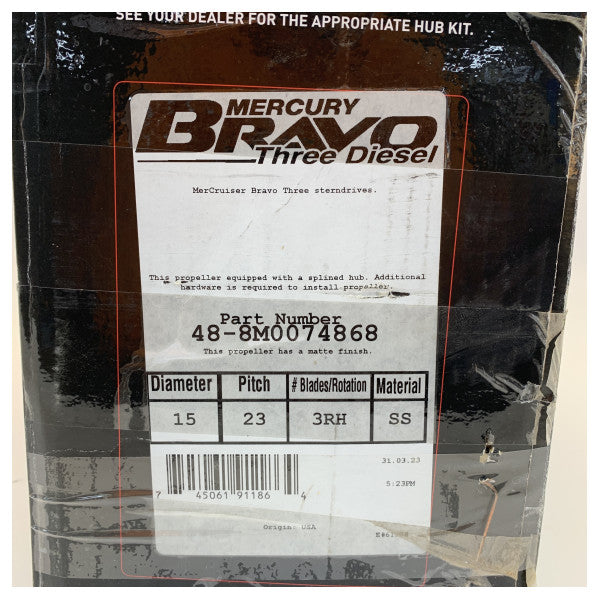 SEE YOUR DEALER FOR THE APPROPRIATE HUB KIT.
MERCURY
BRAVO
Three Diesel
MerCruiser Bravo Three sterndrives.
This propeller equipped with a splined hub. Additional
hardware is required to install propeller.
Part Number
48-8M0074868
This propeller has a matte finish.
Diameter Pitch # Blades/Rotation Material
15 23 3RH SS
31.03.23
5:23PM
7 45061 91186 4
Origin: USA